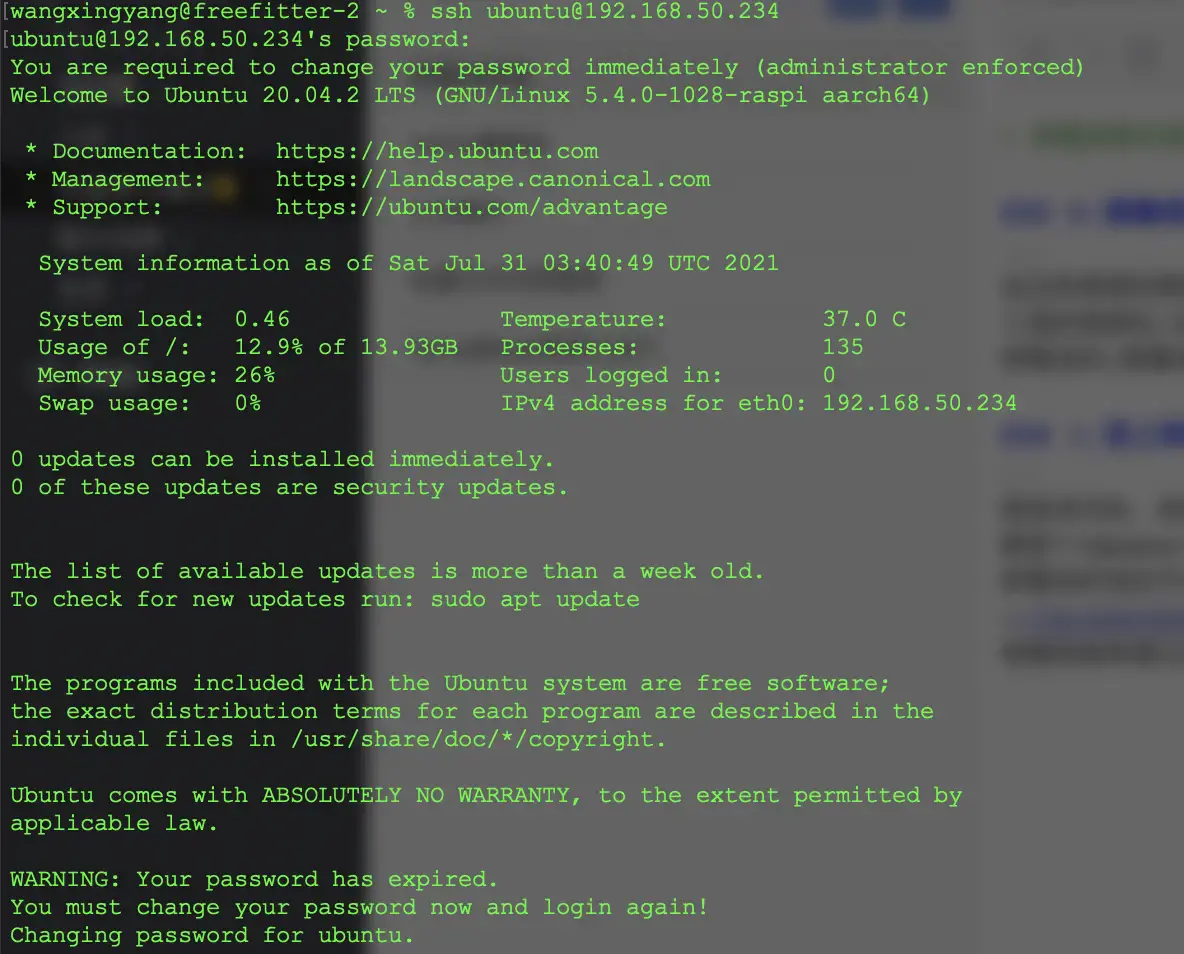 [wangxingyang@freefitter-2 ~ % ssh ubuntu@192.168.50.234
[ubuntu@192.168.50.234's password:
You are required to change your password immediately (administrator enforced)
Welcome to Ubuntu 20.04.2 LTS (GNU/Linux 5.4.0-1028-raspi aarch64)
* Documentation:  https://help.ubuntu.com
* Management:     https://landscape.canonical.com
* Support:        https://ubuntu.com/advantage
System information as of Sat Jul 31 03:40:49 UTC 2021
System load:  0.46               Temperature:           37.0 C
Usage of /:   12.9% of 13.93GB   Processes:             135
Memory usage: 26%                Users logged in:       0
Swap usage:   0%                 IPv4 address for eth0: 192.168.50.234
0 updates can be installed immediately.
0 of these updates are security updates.
The list of available updates is more than a week old.
To check for new updates run: sudo apt update
The programs included with the Ubuntu system are free software;
the exact distribution terms for each program are described in the
individual files in /usr/share/doc/*/copyright.
Ubuntu comes with ABSOLUTELY NO WARRANTY, to the extent permitted by
applicable law.
WARNING: Your password has expired.
You must change your password now and login again!
Changing password for ubuntu.